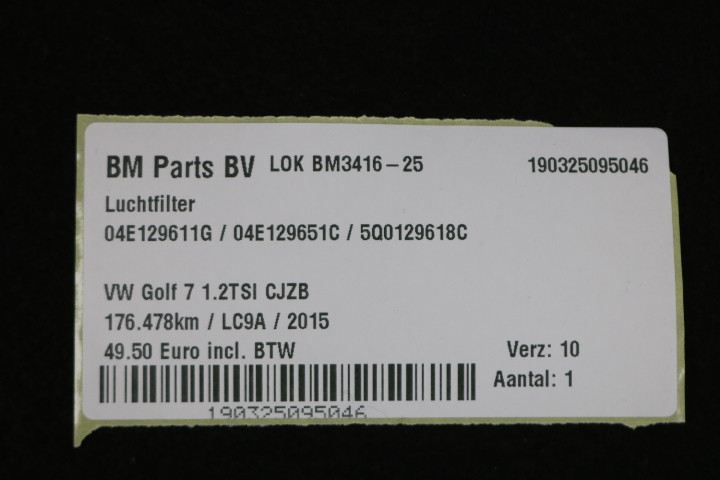 BM Parts BV LOK BM3416-25 190325095046
Luchtfilter
04E129611G / 04E129651C / 5Q0129618C
VW Golf 7 1.2TSI CJZB
176.478km / LC9A / 2015
49.50 Euro incl. BTW Verz: 10
Aantal: 1
190325095046